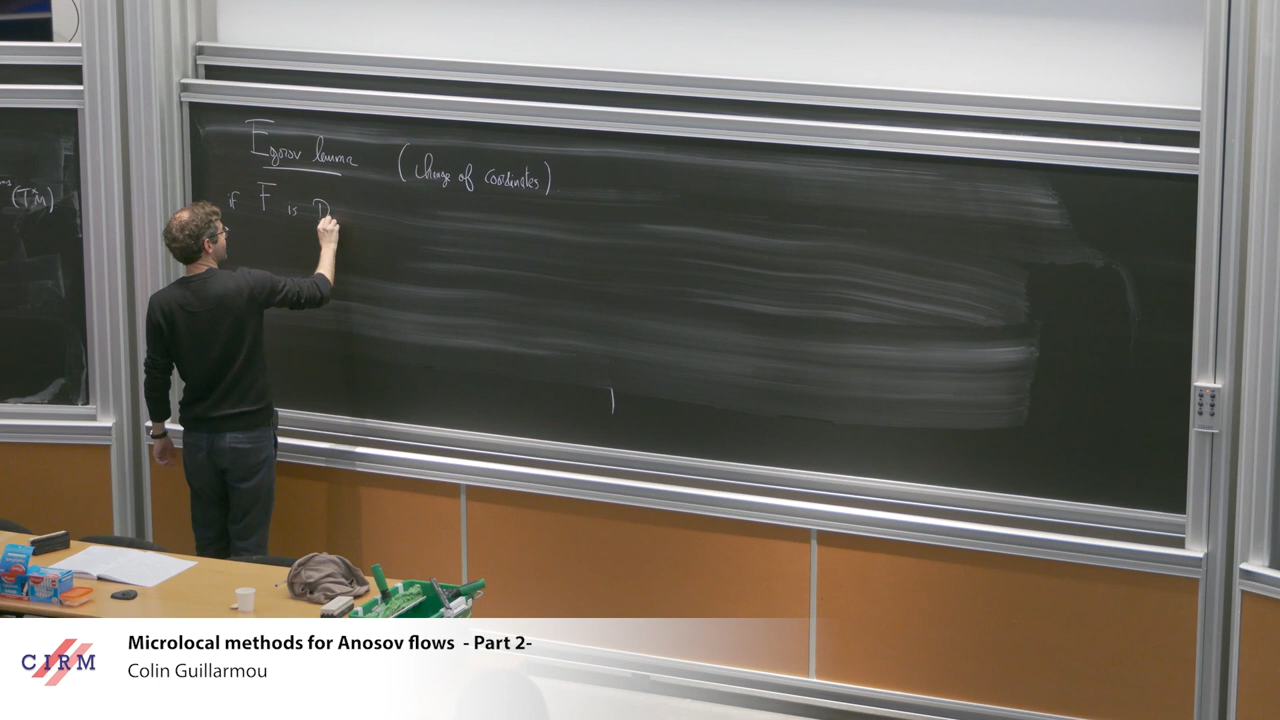 Egorov lemma (Change of coordinates)
if F is D
(T*M)
CIRM
Microlocal methods for Anosov flows - Part 2-
Colin Guillarmou